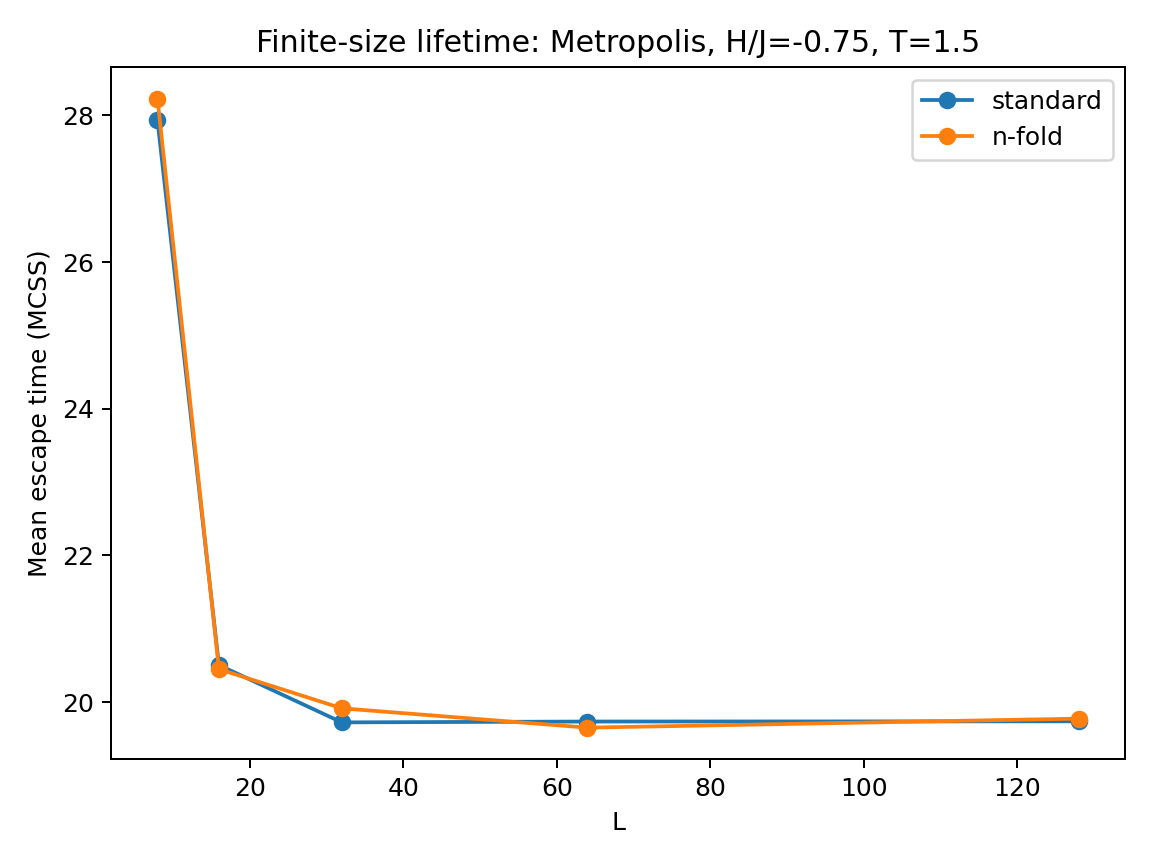 Finite-size lifetime: Metropolis, H/J=-0.75, T=1.5
standard
n-fold
Mean escape time (MCSS)
28
26
24
22
20
20 40 60 80 100 120
L